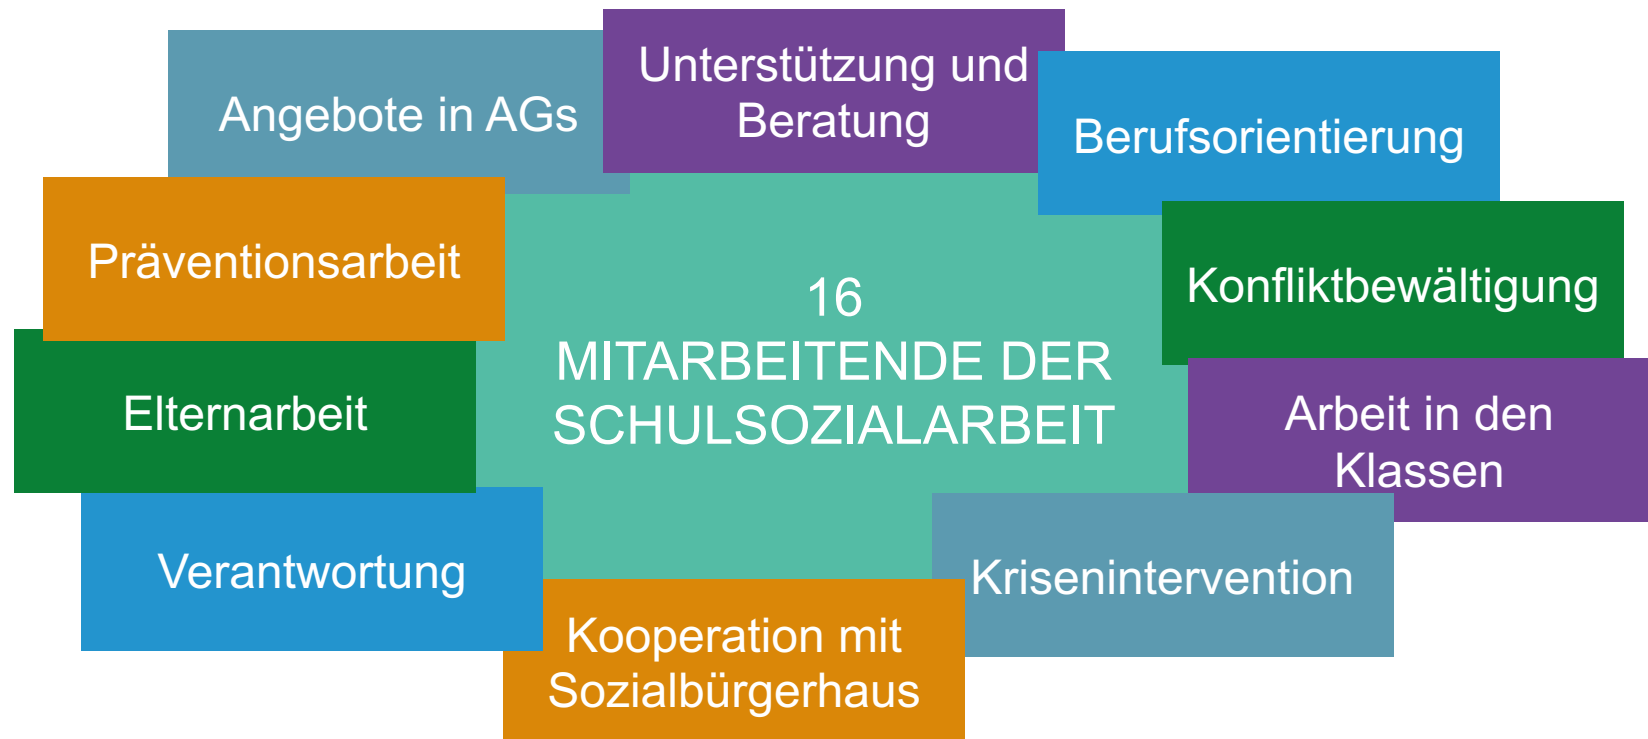 Unterstützung und
Beratung
Angebote in AGs
Berufsorientierung
Präventionsarbeit
Konfliktbewältigung
16
MITARBEITENDE DER
SCHULSOZIALARBEIT
Elternarbeit
Arbeit in den
Klassen
Verantwortung
Krisenintervention
Kooperation mit
Sozialbürgerhaus